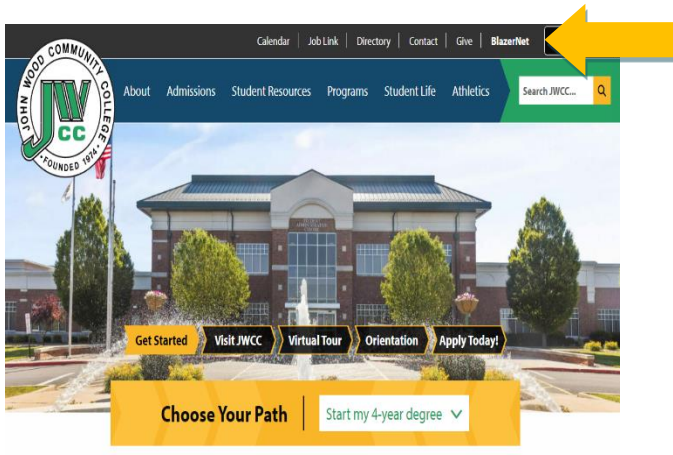 Calendar Job Link Directory Contact Give BlazerNet
JOHN WOOD COMMUNITY COLLEGE
JW
CC
FOUNDED 1974
About Admissions Student Resources Programs Student Life Athletics
Search JWCC...
Get Started Visit JWCC Virtual Tour Orientation Apply Today!
Choose Your Path Start my 4-year degree